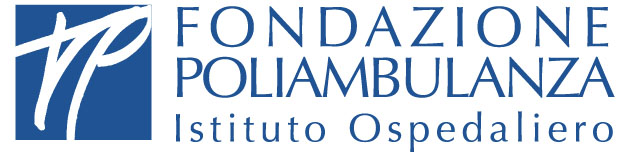 FONDAZIONE
POLIAMBULANZA
Istituto Ospedaliero